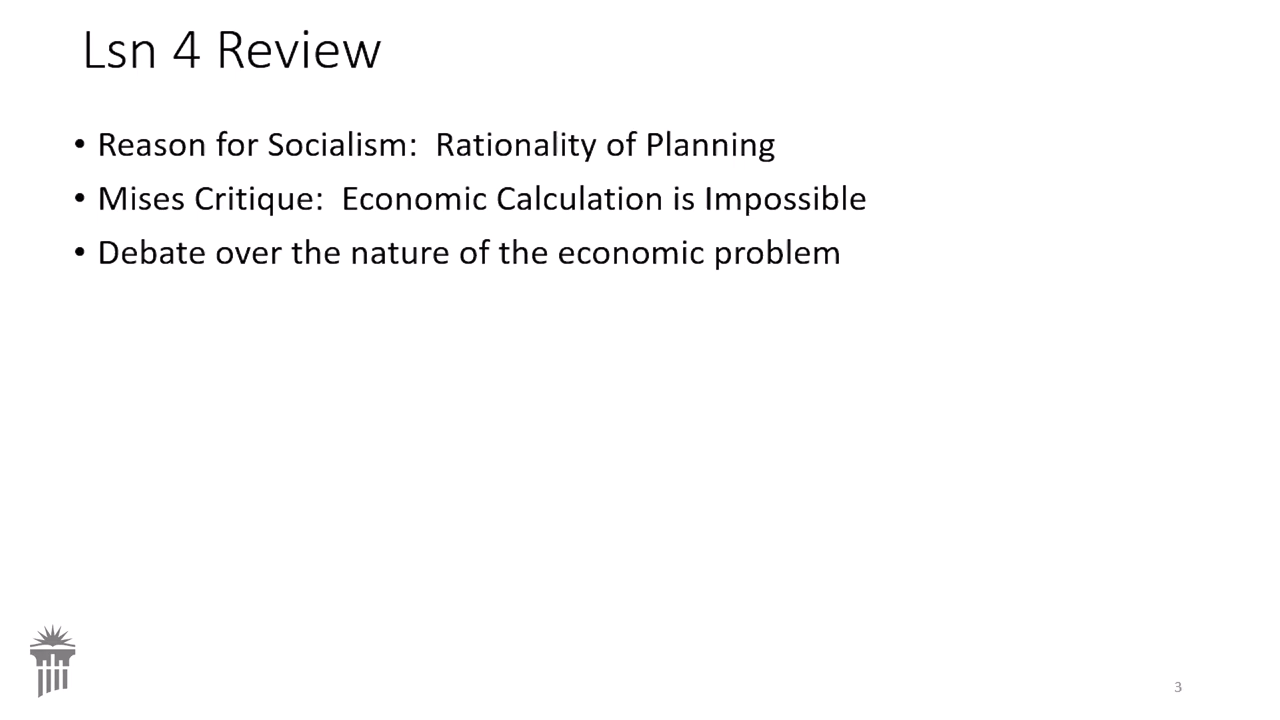 Lsn 4 Review
• Reason for Socialism:  Rationality of Planning
• Mises Critique:  Economic Calculation is Impossible
• Debate over the nature of the economic problem
3